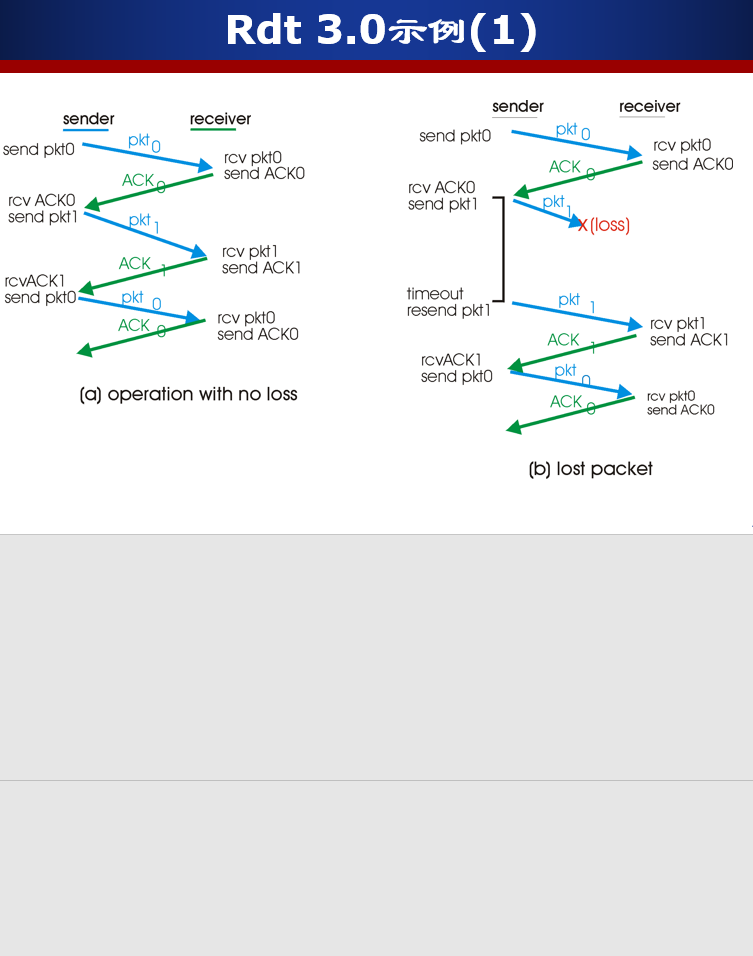 Rdt 3.0示例(1)
sender
receiver
send pkt0
pkt 0
rcv pkt0
send ACK0
ACK 0
rcv ACK0
send pkt1
pkt 1
rcv pkt1
send ACK1
ACK 1
rcvACK1
send pkt0
pkt 0
rcv pkt0
send ACK0
ACK 0
(a) operation with no loss
sender
receiver
send pkt0
pkt 0
rcv pkt0
send ACK0
ACK 0
rcv ACK0
send pkt1
pkt 1
X (loss)
timeout
resend pkt1
pkt 1
rcv pkt1
send ACK1
ACK 1
rcvACK1
send pkt0
pkt 0
rcv pkt0
send ACK0
ACK 0
(b) lost packet